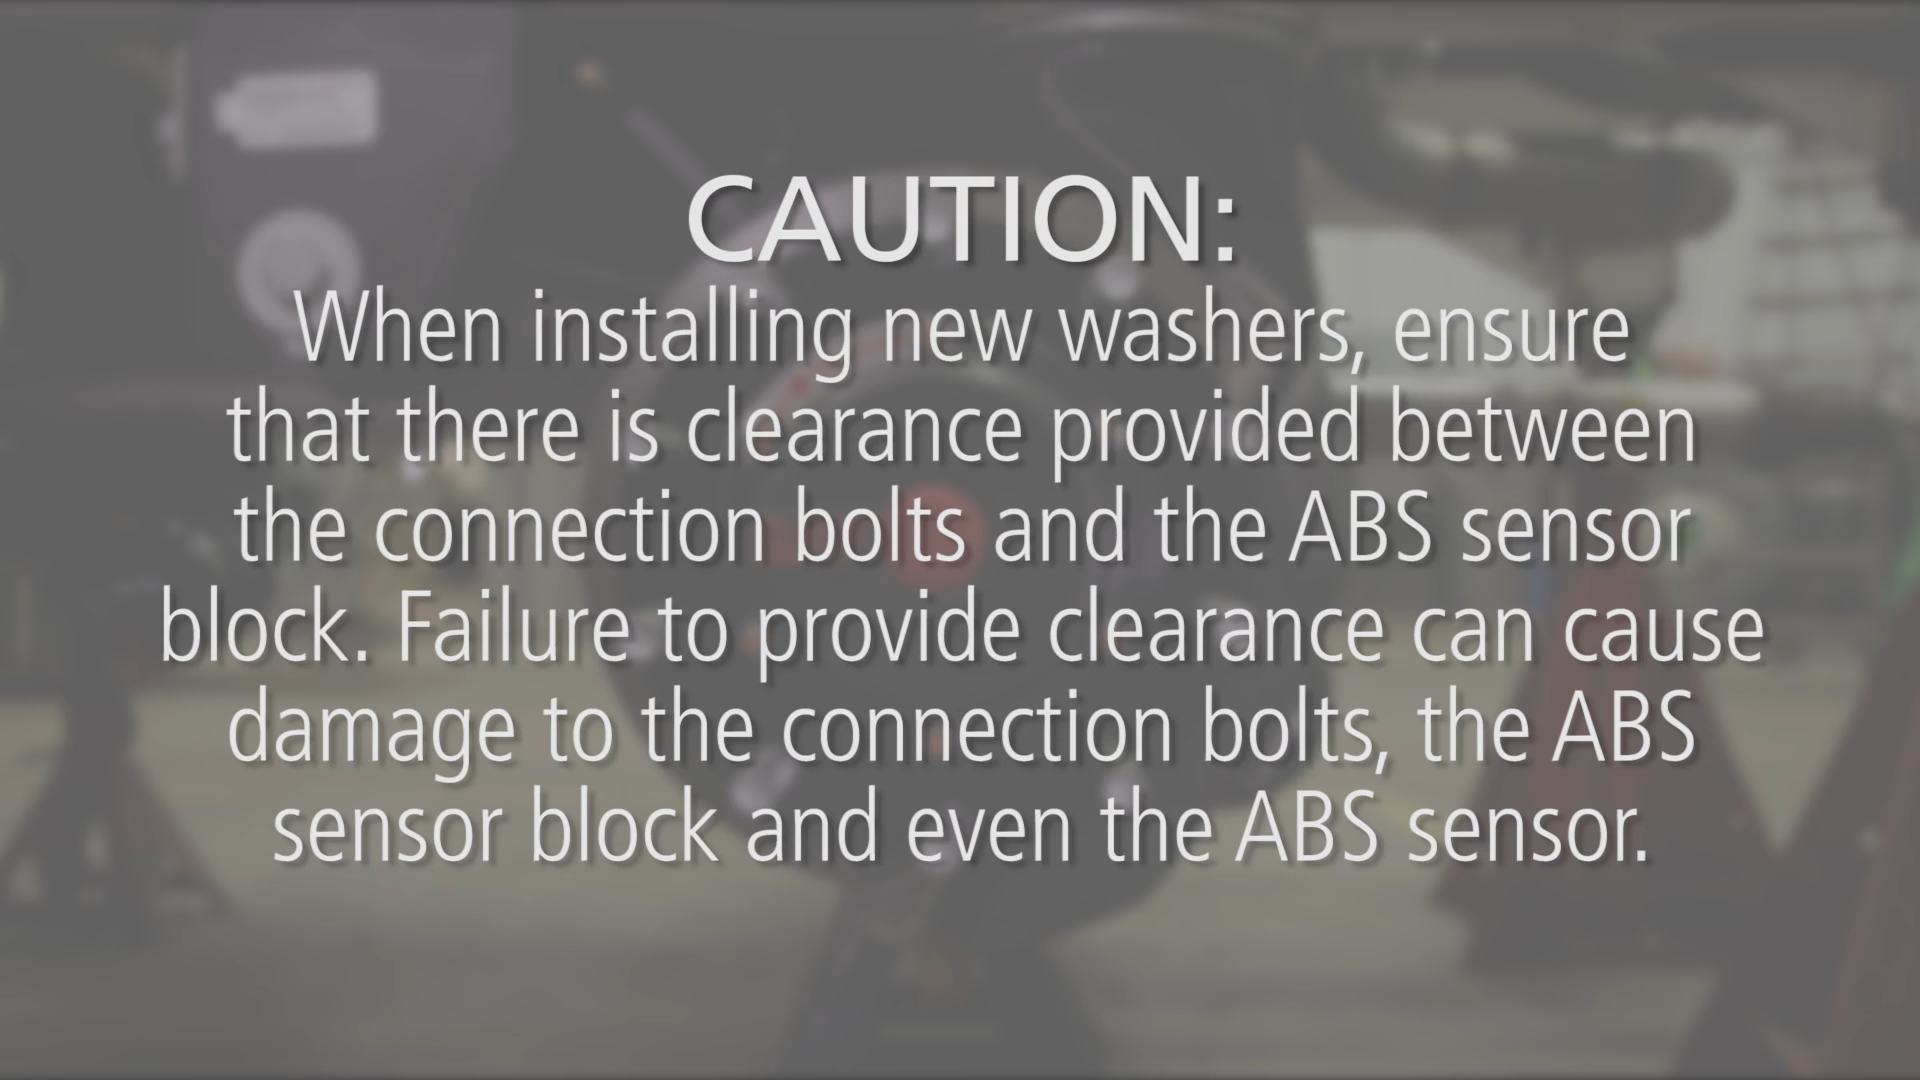 CAUTION:
When installing new washers, ensure
that there is clearance provided between
the connection bolts and the ABS sensor
block. Failure to provide clearance can cause
damage to the connection bolts, the ABS
sensor block and even the ABS sensor.